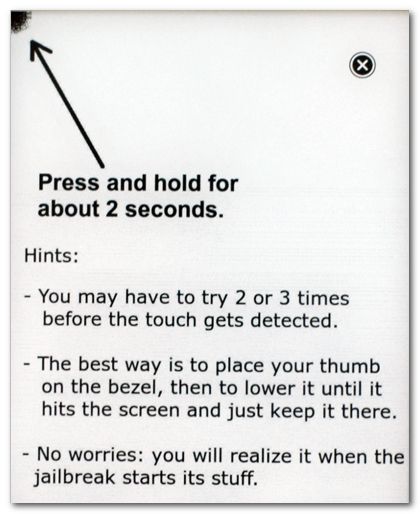 Press and hold for
about 2 seconds.
Hints:
- You may have to try 2 or 3 times
before the touch gets detected.
- The best way is to place your thumb
on the bezel, then to lower it until it
hits the screen and just keep it there.
- No worries: you will realize it when the
jailbreak starts its stuff.